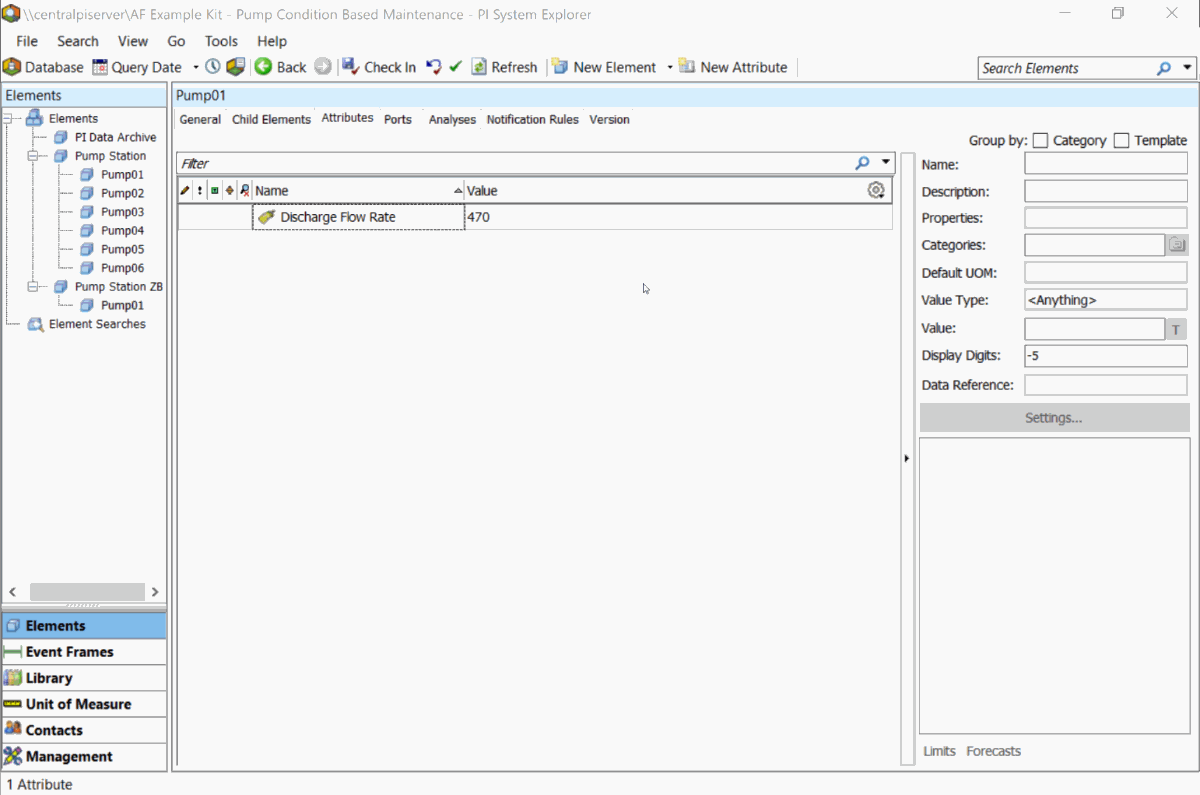 \\centralpiserver\AF Example Kit - Pump Condition Based Maintenance - PI System Explorer
File Search View Go Tools Help
Database Query Date Back Check In Refresh New Element New Attribute Search Elements
Elements
Elements
PI Data Archive
Pump Station
Pump01
Pump02
Pump03
Pump04
Pump05
Pump06
Pump Station ZB
Pump01
Element Searches
Elements
Event Frames
Library
Unit of Measure
Contacts
Management
Pump01
General Child Elements Attributes Ports Analyses Notification Rules Version
Group by: Category Template
Filter
Name Value
Discharge Flow Rate 470
Name:
Description:
Properties:
Categories:
Default UOM:
Value Type: <Anything>
Value: T
Display Digits: -5
Data Reference:
Settings...
Limits Forecasts
1 Attribute